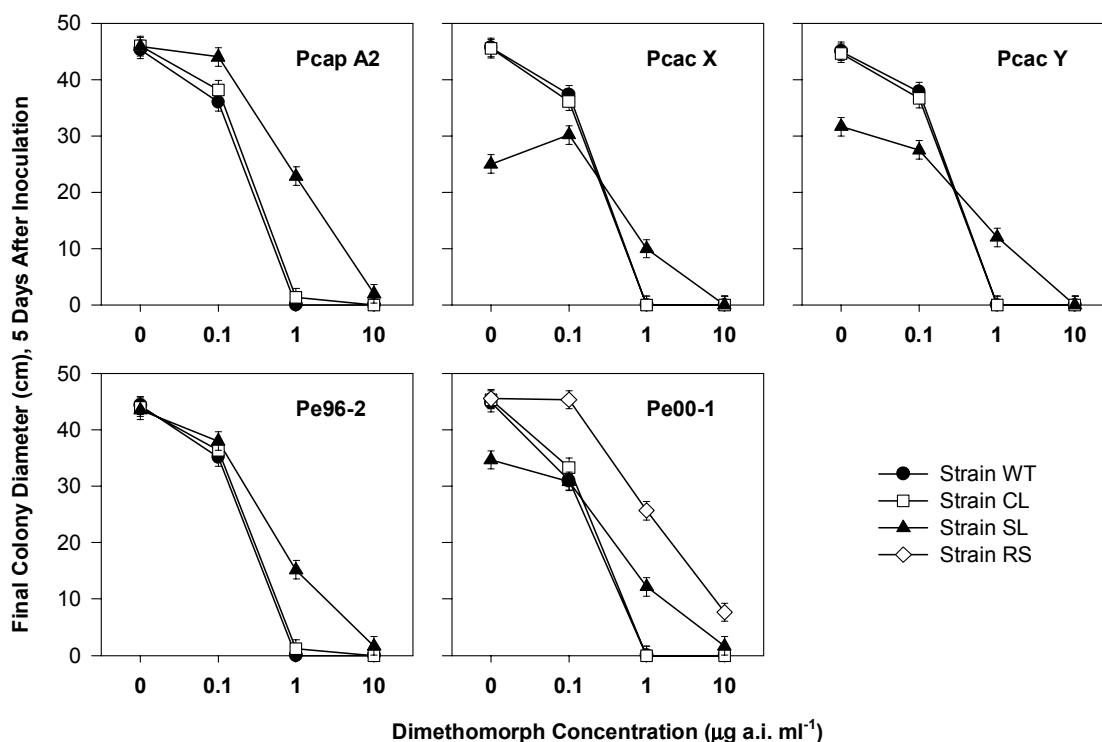 Final Colony Diameter (cm), 5 Days After Inoculation
50
40
30
20
10
0
Pcap A2
0 0.1 1 10
Pcac X
0 0.1 1 10
Pcac Y
0 0.1 1 10
50
40
30
20
10
0
Pe96-2
0 0.1 1 10
Pe00-1
0 0.1 1 10
Strain WT
Strain CL
Strain SL
Strain RS
Dimethomorph Concentration (µg a.i. ml⁻¹)